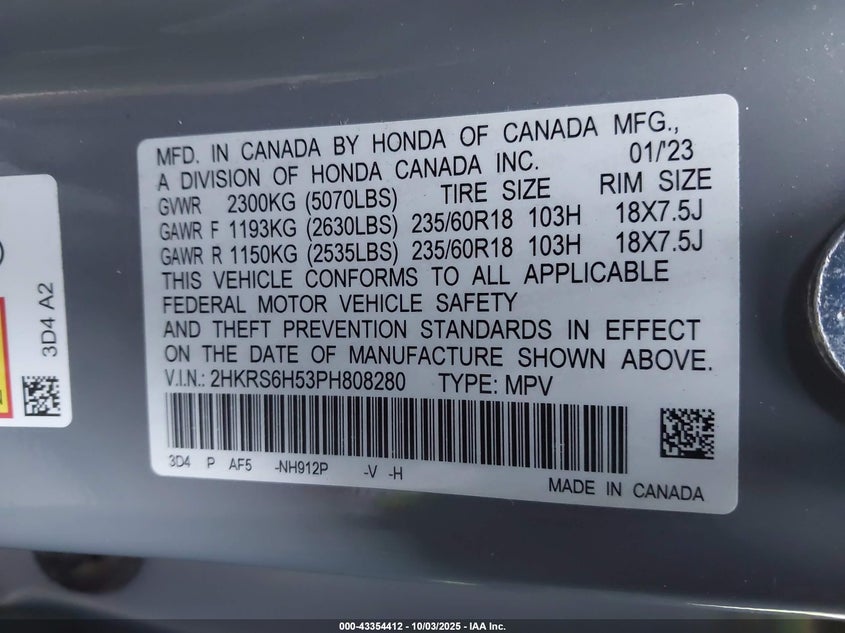 MFD. IN CANADA BY HONDA OF CANADA MFG.,
A DIVISION OF HONDA CANADA INC. 01/'23
GVWR 2300KG (5070LBS) TIRE SIZE RIM SIZE
GAWR F 1193KG (2630LBS) 235/60R18 103H 18X7.5J
GAWR R 1150KG (2535LBS) 235/60R18 103H 18X7.5J
THIS VEHICLE CONFORMS TO ALL APPLICABLE
FEDERAL MOTOR VEHICLE SAFETY
AND THEFT PREVENTION STANDARDS IN EFFECT
ON THE DATE OF MANUFACTURE SHOWN ABOVE.
V.I.N.: 2HKRS6H53PH808280 TYPE: MPV
3D4 P AF5 -NH912P -V -H
MADE IN CANADA
3D4 A2
000-43354412 - 10/03/2025 - IAA Inc.